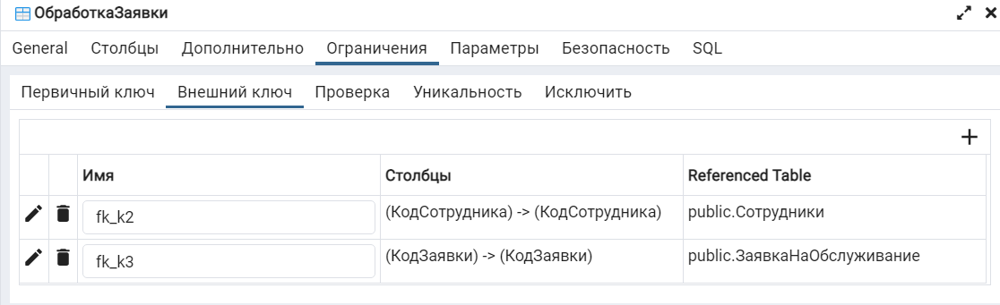 ОбработкаЗаявки
General Столбцы Дополнительно Ограничения Параметры Безопасность SQL
Первичный ключ Внешний ключ Проверка Уникальность Исключить
Имя Столбцы Referenced Table
fk_k2 (КодСотрудника) -> (КодСотрудника) public.Сотрудники
fk_k3 (КодЗаявки) -> (КодЗаявки) public.ЗаявкаНаОбслуживание